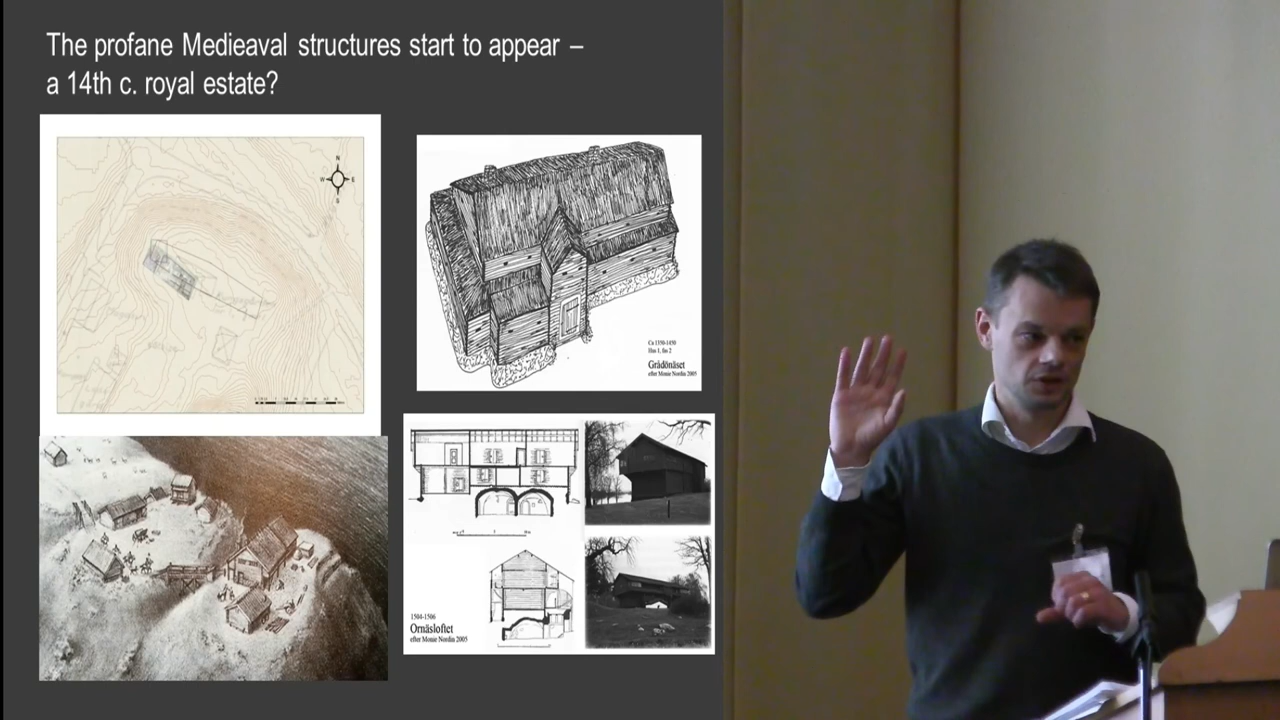 The profane Medieaval structures start to appear –
a 14th c. royal estate?
N
W
E
S
Ca 1350-1450
Hus 1, fas 2
Grådönäset
efter Monie Nordin 2005
1504-1506
Ornäsloftet
efter Monie Nordin 2005